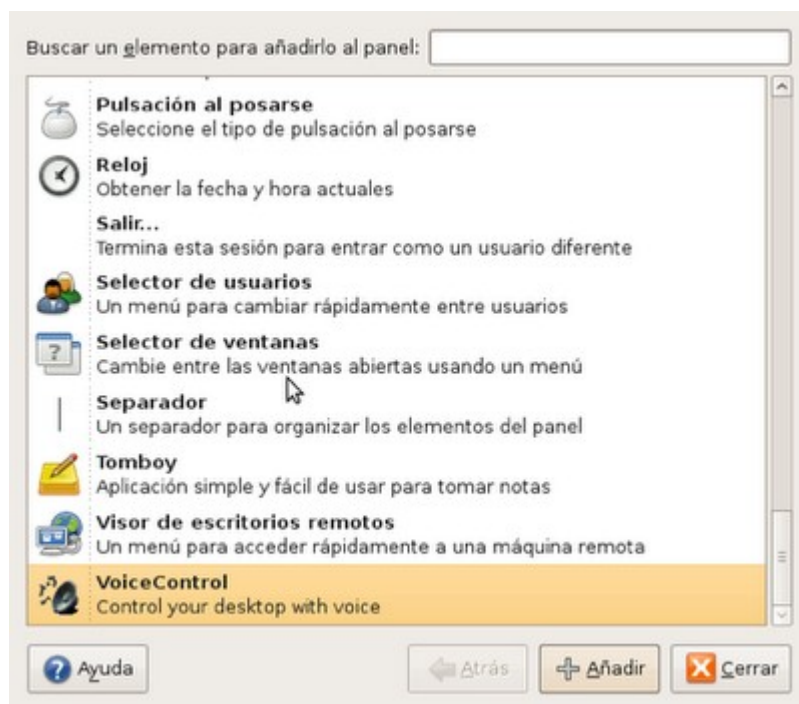 Buscar un elemento para añadirlo al panel:
Pulsación al posarse
Seleccione el tipo de pulsación al posarse
Reloj
Obtener la fecha y hora actuales
Salir...
Termina esta sesión para entrar como un usuario diferente
Selector de usuarios
Un menú para cambiar rápidamente entre usuarios
Selector de ventanas
Cambie entre las ventanas abiertas usando un menú
Separador
Un separador para organizar los elementos del panel
Tomboy
Aplicación simple y fácil de usar para tomar notas
Visor de escritorios remotos
Un menú para acceder rápidamente a una máquina remota
VoiceControl
Control your desktop with voice
Ayuda Atrás Añadir Cerrar